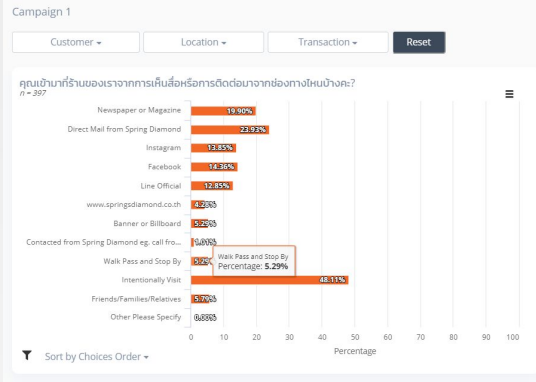 Campaign 1
Customer
Location
Transaction
Reset
คุณเข้ามาที่ร้านของเราจากการเห็นสื่อหรือการติดต่อมาจากช่องทางไหนบ้างคะ?
n = 397
Newspaper or Magazine 19.90%
Direct Mail from Spring Diamond 23.93%
Instagram 13.85%
Facebook 14.36%
Line Official 12.85%
www.springsdiamond.co.th 4.28%
Banner or Billboard 5.29%
Contacted from Spring Diamond eg. call fro... 1.01%
Walk Pass and Stop By 5.29%
Walk Pass and Stop By
Percentage: 5.29%
Intentionally Visit 48.11%
Friends/Families/Relatives 5.79%
Other Please Specify 0.00%
0 10 20 30 40 50 60 70 80 90 100
Percentage
Sort by Choices Order